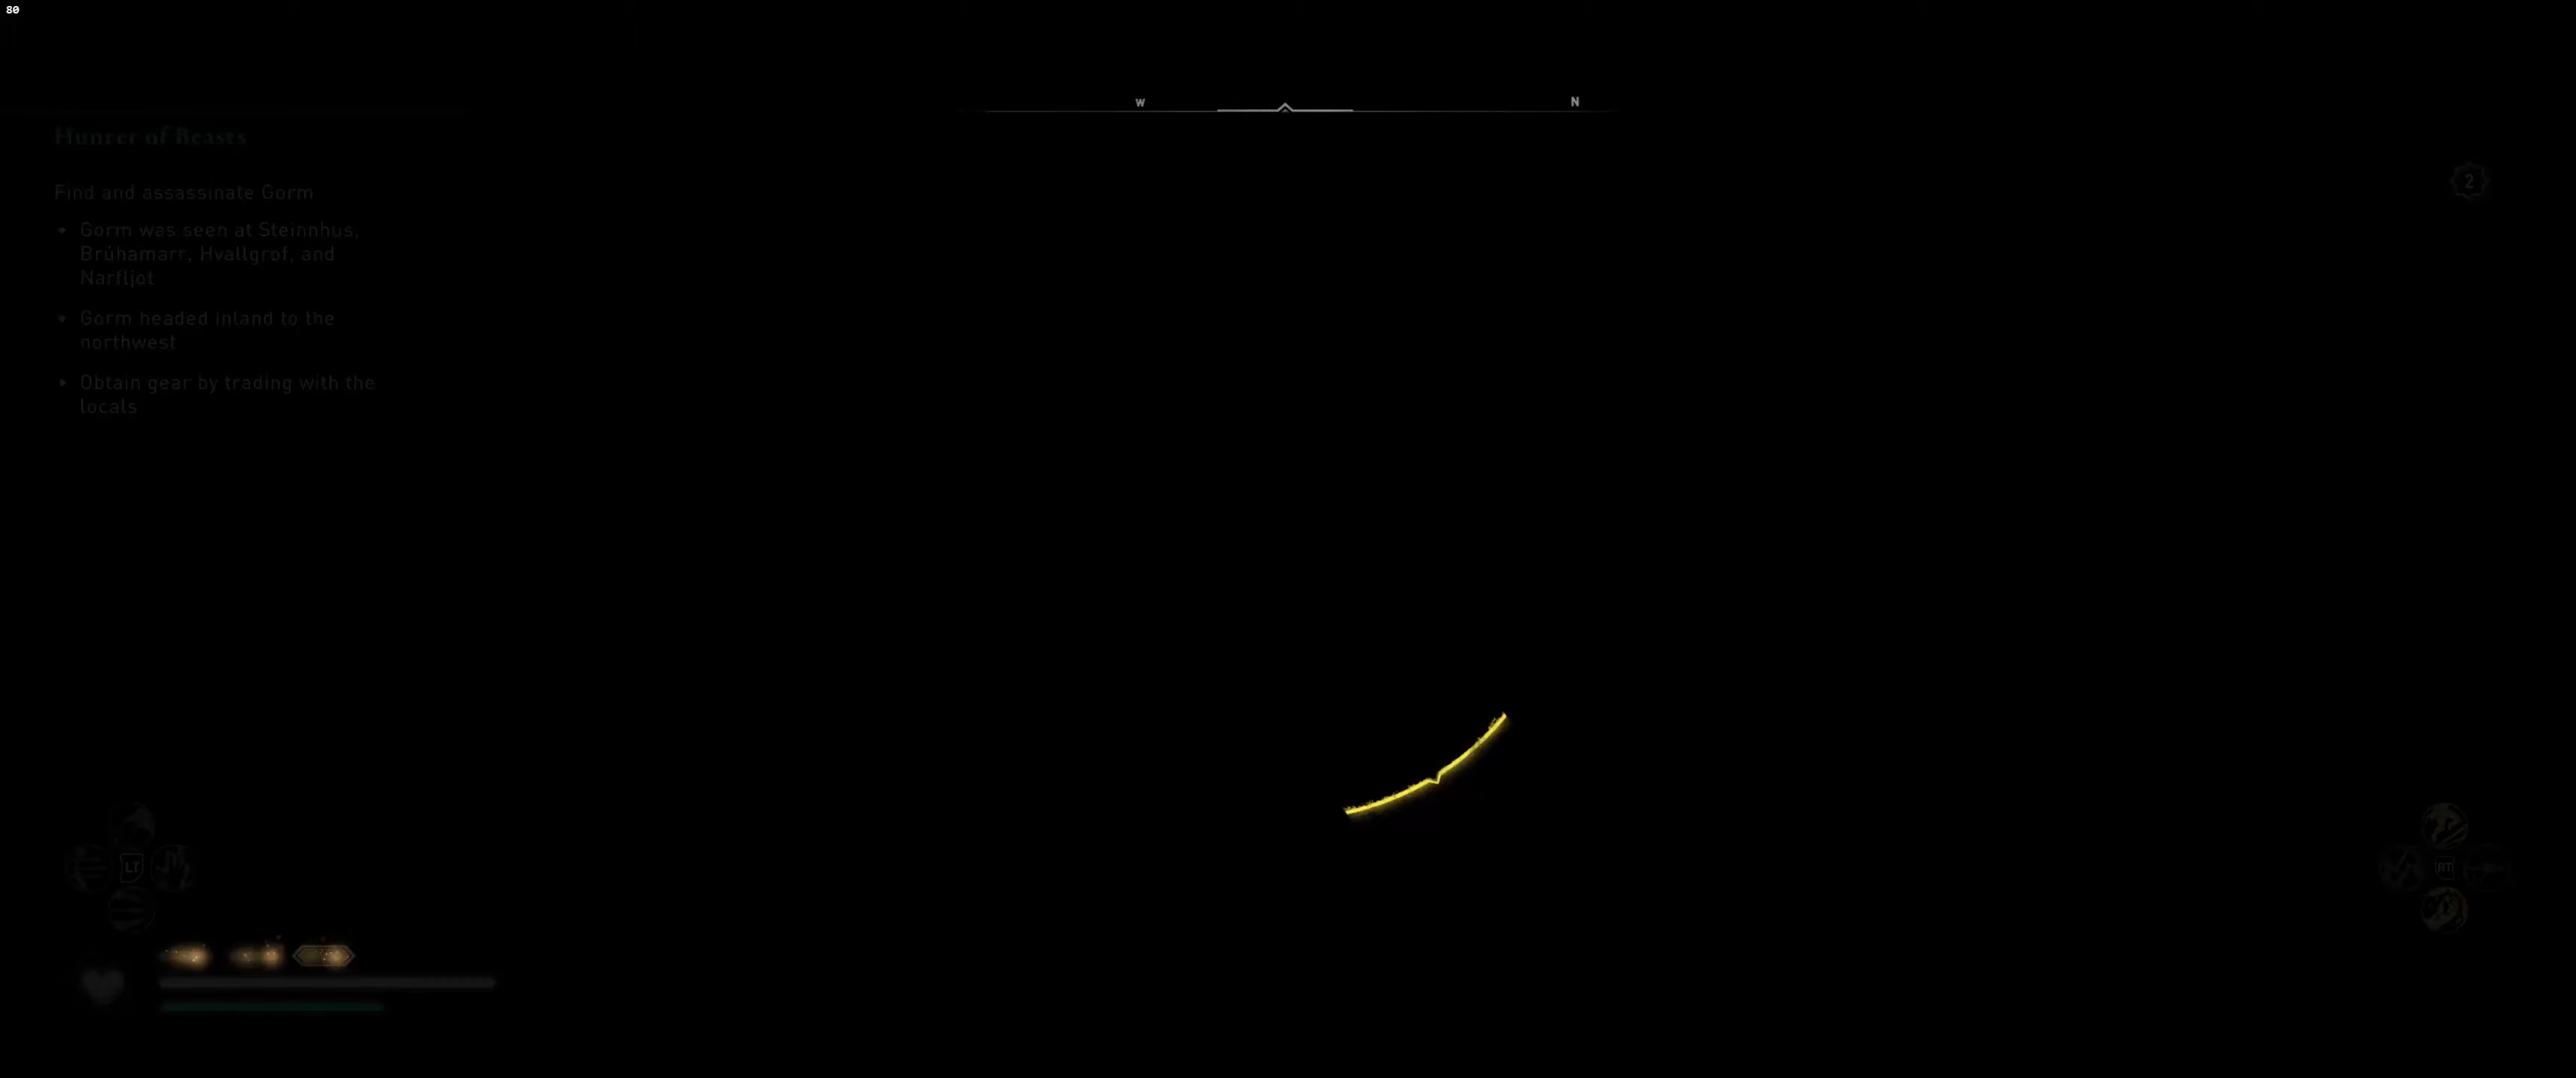 80
W N
Hunter of Beasts
2
Find and assassinate Gorm
Gorm was seen at Steinnhus,
Brúhamarr, Hvallgrof, and
Narfljot
Gorm headed inland to the
northwest
Obtain gear by trading with the
locals
LT
RT